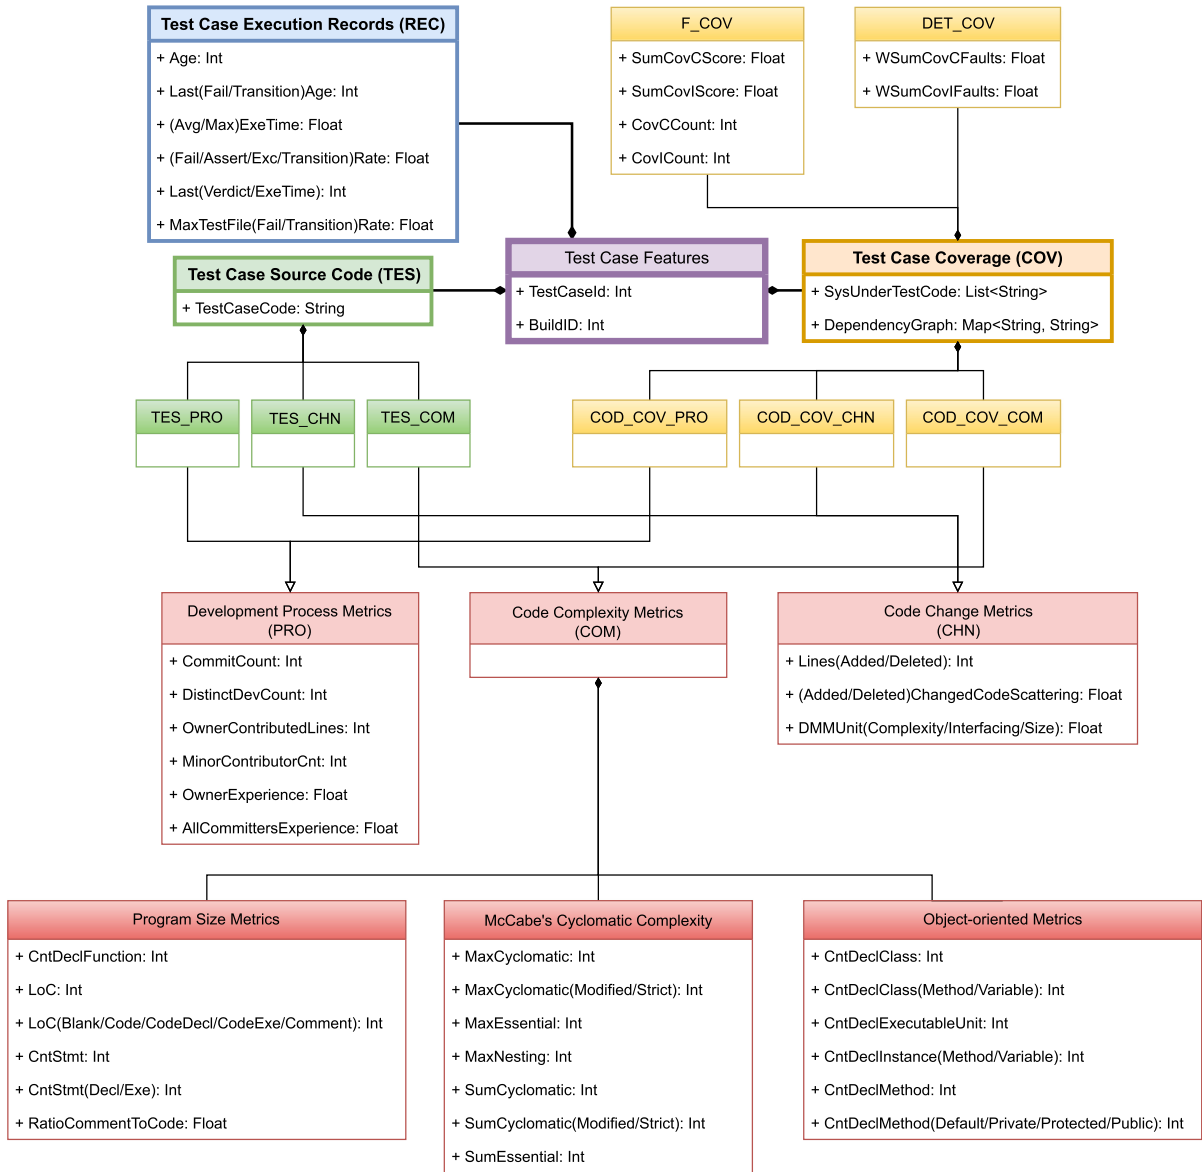 Test Case Execution Records (REC)
+ Age: Int
+ Last(Fail/Transition)Age: Int
+ (Avg/Max)ExeTime: Float
+ (Fail/Assert/Exc/Transition)Rate: Float
+ Last(Verdict/ExeTime): Int
+ MaxTestFile(Fail/Transition)Rate: Float
F_COV
+ SumCovCScore: Float
+ SumCovIScore: Float
+ CovCCount: Int
+ CovICount: Int
DET_COV
+ WSumCovCFaults: Float
+ WSumCovIFaults: Float
Test Case Source Code (TES)
+ TestCaseCode: String
Test Case Features
+ TestCaseId: Int
+ BuildID: Int
Test Case Coverage (COV)
+ SysUnderTestCode: List<String>
+ DependencyGraph: Map<String, String>
TES_PRO
TES_CHN
TES_COM
COD_COV_PRO
COD_COV_CHN
COD_COV_COM
Development Process Metrics
(PRO)
+ CommitCount: Int
+ DistinctDevCount: Int
+ OwnerContributedLines: Int
+ MinorContributorCnt: Int
+ OwnerExperience: Float
+ AllCommittersExperience: Float
Code Complexity Metrics
(COM)
Code Change Metrics
(CHN)
+ Lines(Added/Deleted): Int
+ (Added/Deleted)ChangedCodeScattering: Float
+ DMMUnit(Complexity/Interfacing/Size): Float
Program Size Metrics
+ CntDeclFunction: Int
+ LoC: Int
+ LoC(Blank/Code/CodeDecl/CodeExe/Comment): Int
+ CntStmt: Int
+ CntStmt(Decl/Exe): Int
+ RatioCommentToCode: Float
McCabe's Cyclomatic Complexity
+ MaxCyclomatic: Int
+ MaxCyclomatic(Modified/Strict): Int
+ MaxEssential: Int
+ MaxNesting: Int
+ SumCyclomatic: Int
+ SumCyclomatic(Modified/Strict): Int
+ SumEssential: Int
Object-oriented Metrics
+ CntDeclClass: Int
+ CntDeclClass(Method/Variable): Int
+ CntDeclExecutableUnit: Int
+ CntDeclInstance(Method/Variable): Int
+ CntDeclMethod: Int
+ CntDeclMethod(Default/Private/Protected/Public): Int